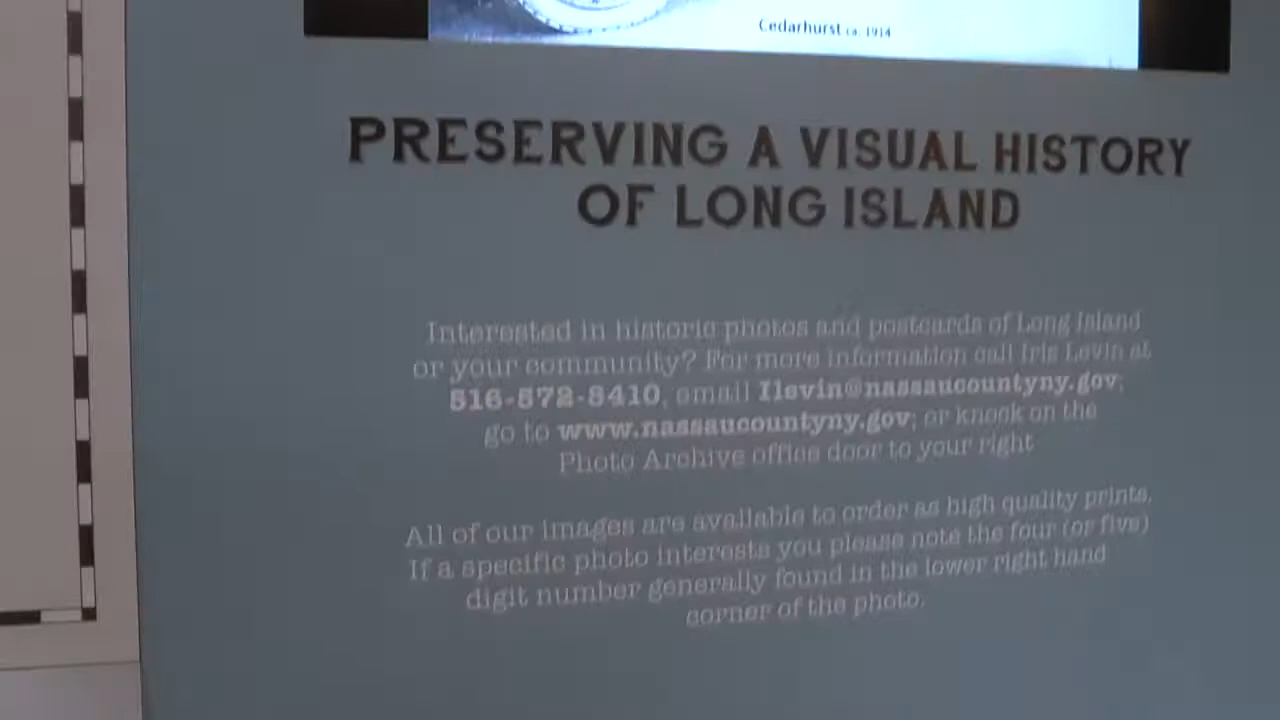 Cedarhurst ca. 1914
PRESERVING A VISUAL HISTORY
OF LONG ISLAND
Interested in historic photos and postcards of Long Island
or your community? For more information call Iris Levin at
516-572-8410, email Ilevin@nassaucountyny.gov;
go to www.nassaucountyny.gov; or knock on the
Photo Archive office door to your right
All of our images are available to order as high quality prints.
If a specific photo interests you please note the four (or five)
digit number generally found in the lower right hand
corner of the photo.